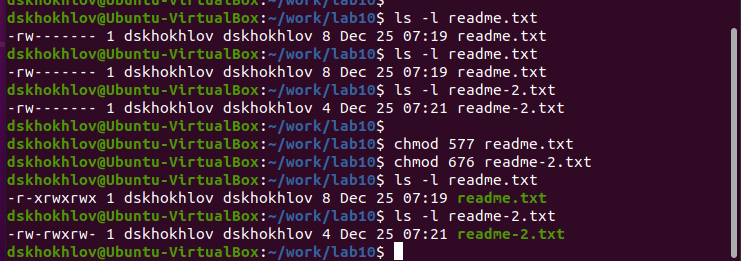 dskhokhlov@Ubuntu-VirtualBox:~/work/lab10$ ls -l readme.txt
-rw------- 1 dskhokhlov dskhokhlov 8 Dec 25 07:19 readme.txt
dskhokhlov@Ubuntu-VirtualBox:~/work/lab10$ ls -l readme.txt
-rw------- 1 dskhokhlov dskhokhlov 8 Dec 25 07:19 readme.txt
dskhokhlov@Ubuntu-VirtualBox:~/work/lab10$ ls -l readme-2.txt
-rw------- 1 dskhokhlov dskhokhlov 4 Dec 25 07:21 readme-2.txt
dskhokhlov@Ubuntu-VirtualBox:~/work/lab10$
dskhokhlov@Ubuntu-VirtualBox:~/work/lab10$ chmod 577 readme.txt
dskhokhlov@Ubuntu-VirtualBox:~/work/lab10$ chmod 676 readme-2.txt
dskhokhlov@Ubuntu-VirtualBox:~/work/lab10$ ls -l readme.txt
-r-xrwxrwx 1 dskhokhlov dskhokhlov 8 Dec 25 07:19 readme.txt
dskhokhlov@Ubuntu-VirtualBox:~/work/lab10$ ls -l readme-2.txt
-rw-rwxrw- 1 dskhokhlov dskhokhlov 4 Dec 25 07:21 readme-2.txt
dskhokhlov@Ubuntu-VirtualBox:~/work/lab10$